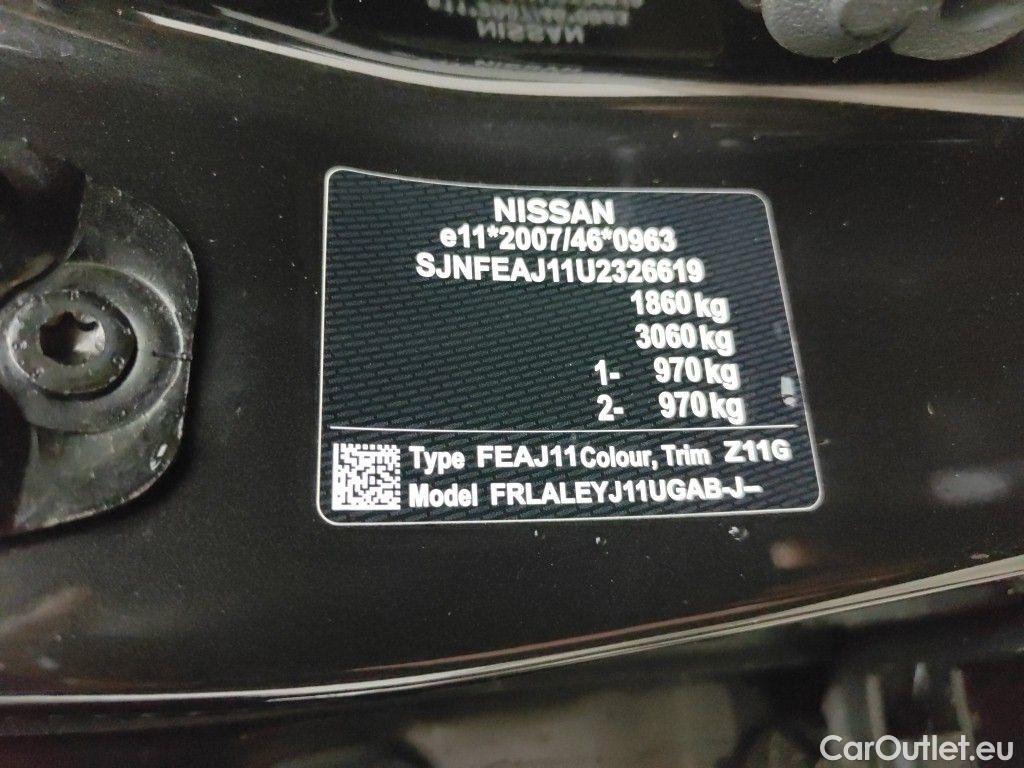 NISSAN
e11*2007/46*0963
SJNFEAJ11U2326619
1860 kg
3060 kg
1- 970 kg
2- 970 kg
Type FEAJ11 Colour, Trim Z11G
Model FRLALEYJ11UGAB-J--
CarOutlet.eu